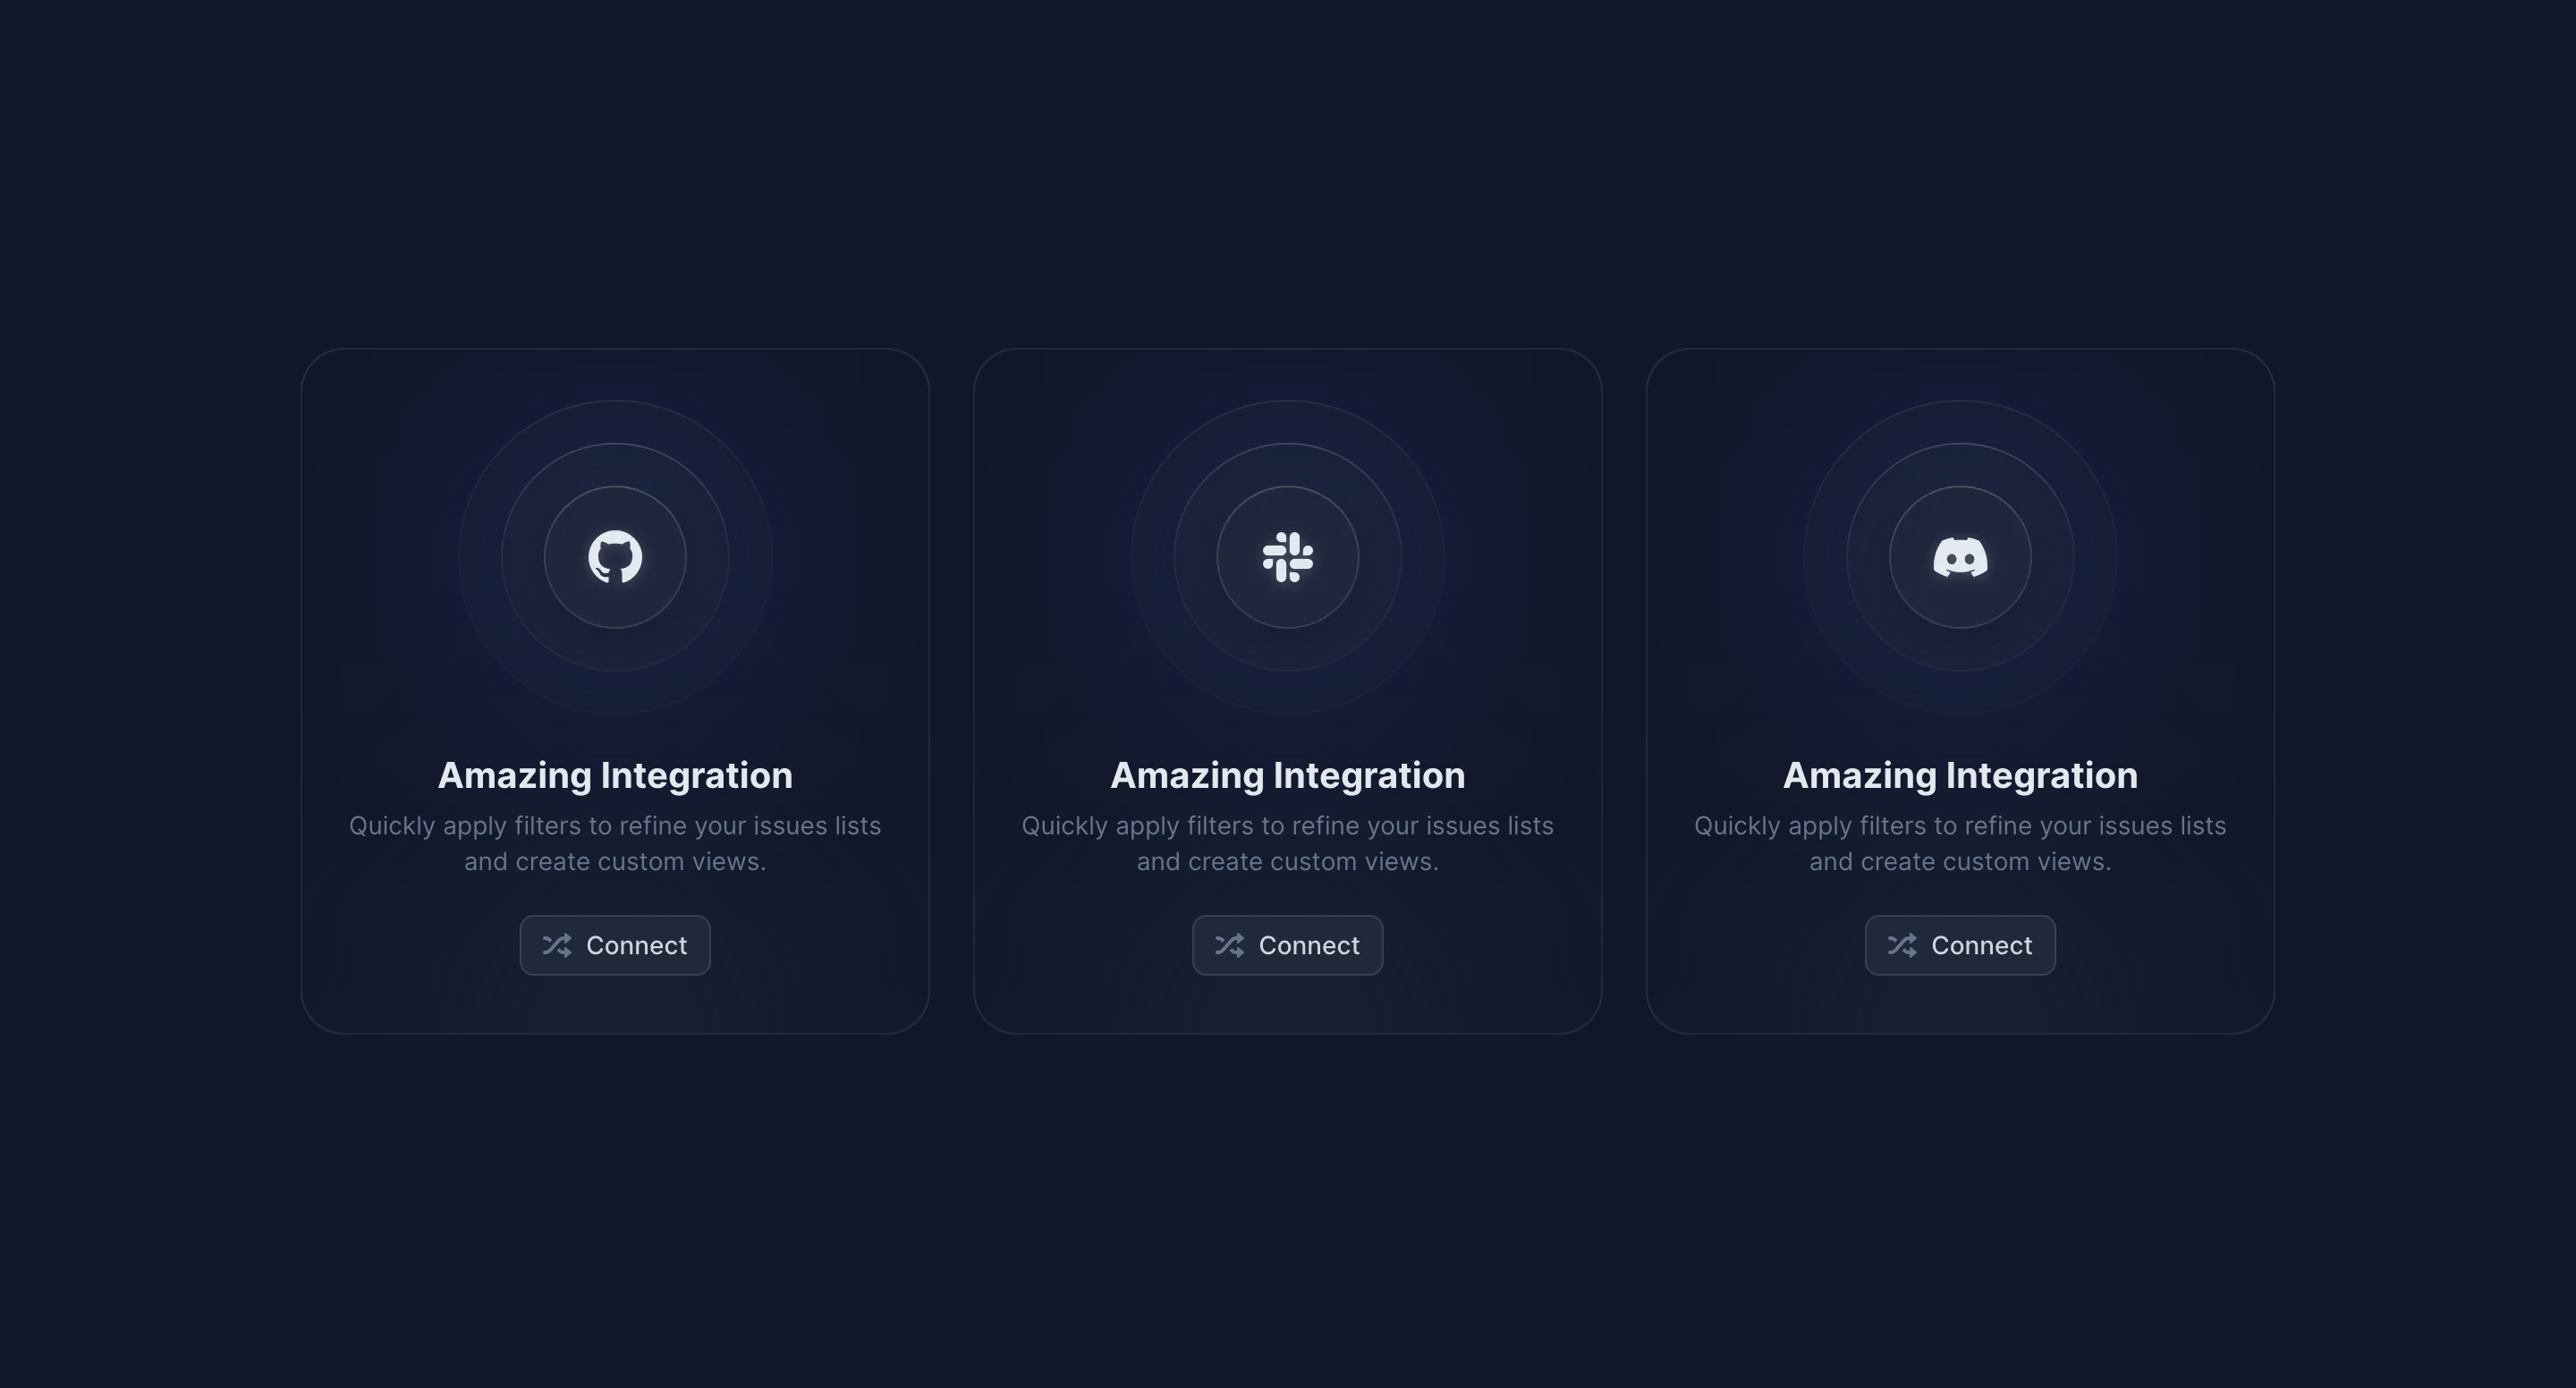 Amazing Integration
Quickly apply filters to refine your issues lists
and create custom views.
Connect
Amazing Integration
Quickly apply filters to refine your issues lists
and create custom views.
Connect
Amazing Integration
Quickly apply filters to refine your issues lists
and create custom views.
Connect